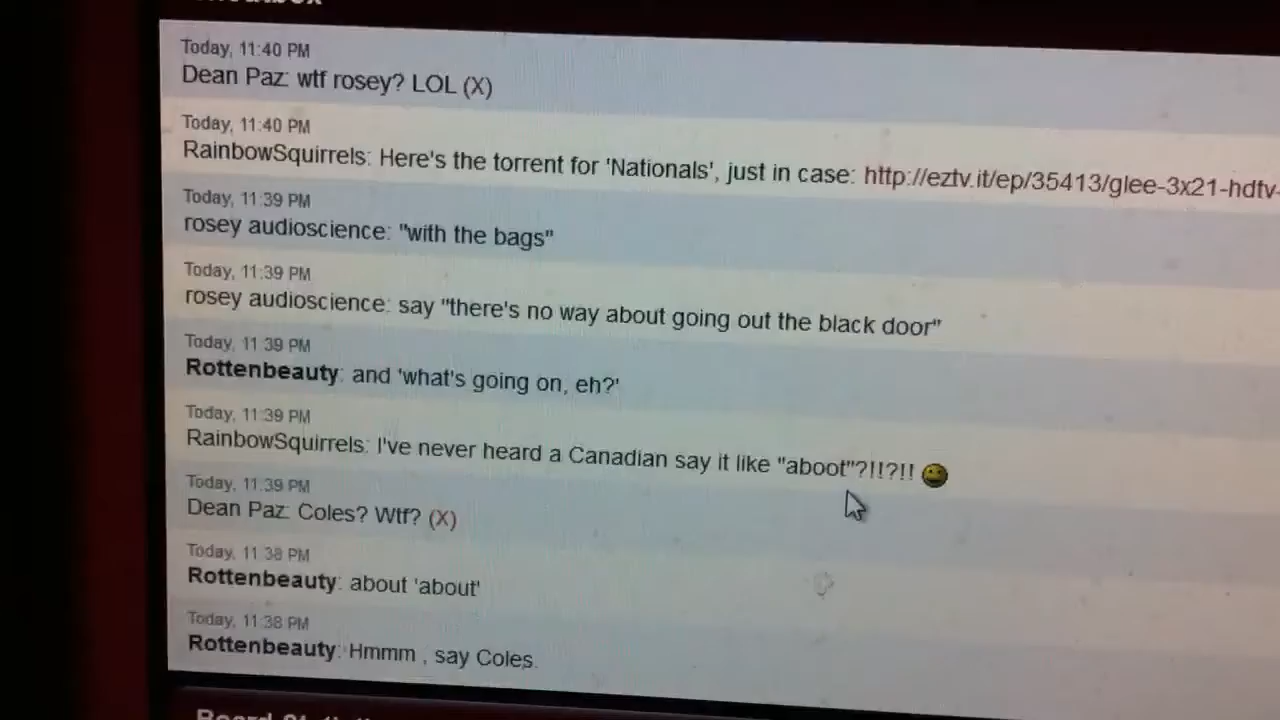 Today, 11:40 PM
Dean Paz: wtf rosey? LOL (X)
Today, 11:40 PM
RainbowSquirrels: Here's the torrent for 'Nationals', just in case: http://eztv.it/ep/35413/glee-3x21-hdtv-
Today, 11:39 PM
rosey audioscience: "with the bags"
Today, 11:39 PM
rosey audioscience: say "there's no way about going out the black door"
Today, 11:39 PM
Rottenbeauty: and 'what's going on, eh?'
Today, 11:39 PM
RainbowSquirrels: I've never heard a Canadian say it like "aboot"?!!?!!
Today, 11:39 PM
Dean Paz: Coles? Wtf? (X)
Today, 11:38 PM
Rottenbeauty: about 'about'
Today, 11:38 PM
Rottenbeauty: Hmmm , say Coles.